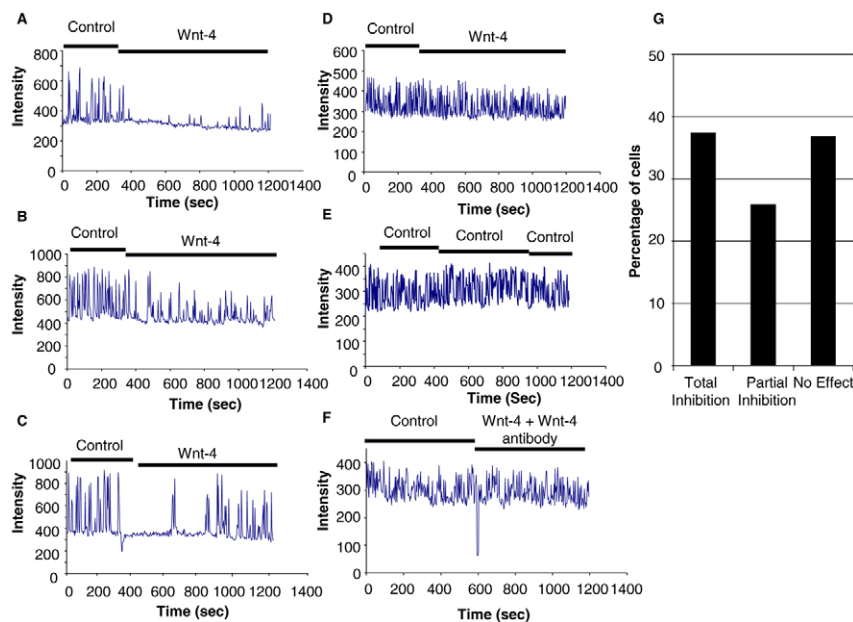 A
Control
Wnt-4
800
600
400
200
0
Intensity
0 200 400 600 800 1000 1200 1400
Time (sec)
B
Control
Wnt-4
1000
800
600
400
200
0
Intensity
0 200 400 600 800 1000 1200 1400
Time (sec)
C
Control
Wnt-4
1000
800
600
400
200
0
Intensity
0 200 400 600 800 1000 1200 1400
Time (sec)
D
Control
Wnt-4
600
500
400
300
200
100
0
Intensity
0 200 400 600 800 1000 1200 1400
Time (sec)
E
Control Control Control
400
300
200
100
0
Intensity
0 200 400 600 800 1000 1200 1400
Time (Sec)
F
Control
Wnt-4 + Wnt-4
antibody
400
300
200
100
0
Intensity
0 200 400 600 800 1000 1200 1400
Time (sec)
G
50
40
30
20
10
0
Percentage of cells
Total Partial No Effect
Inhibition Inhibition